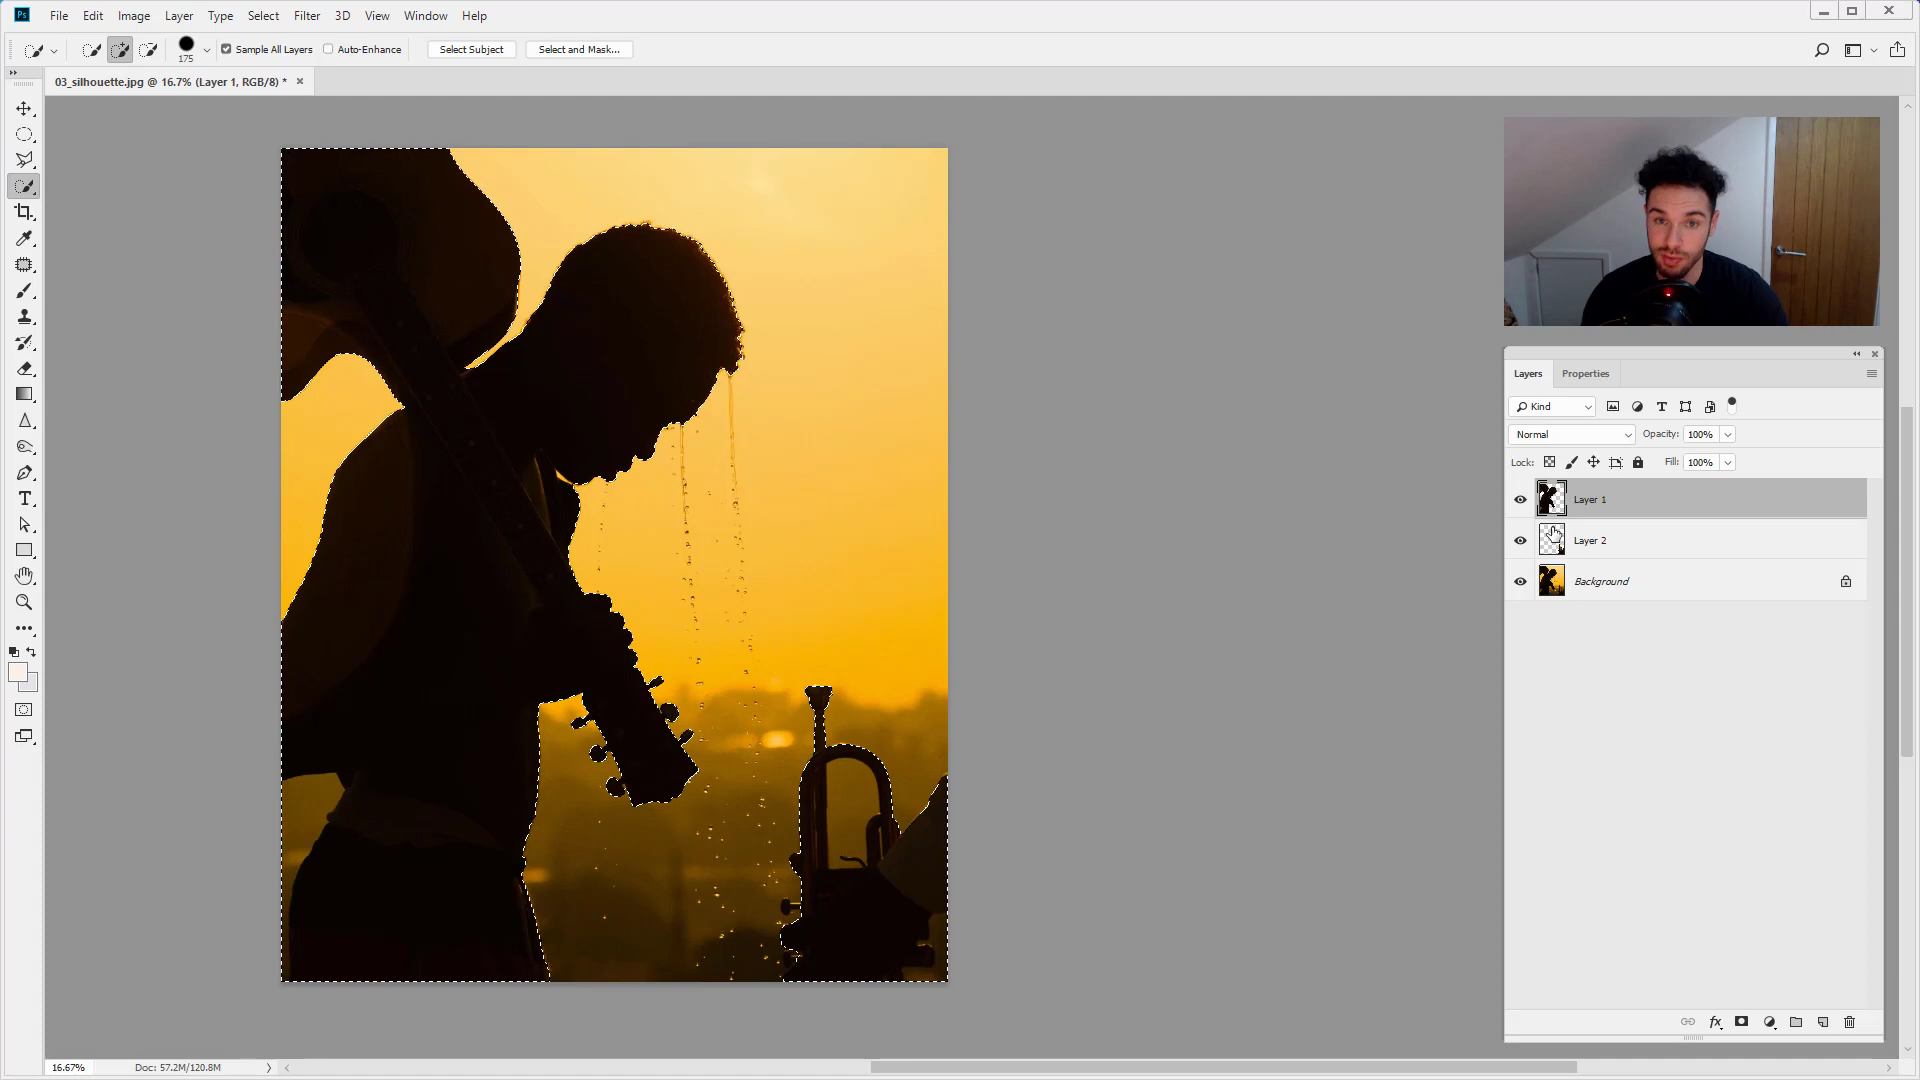 Ps File Edit Image Layer Type Select Filter 3D View Window Help
175 Sample All Layers Auto-Enhance Select Subject Select and Mask...
03_silhouette.jpg @ 16.7% (Layer 1, RGB/8) *
Layers Properties
Kind
Normal Opacity: 100%
Lock: Fill: 100%
Layer 1
Layer 2
Background
fx
16.67% Doc: 57.2M/120.8M